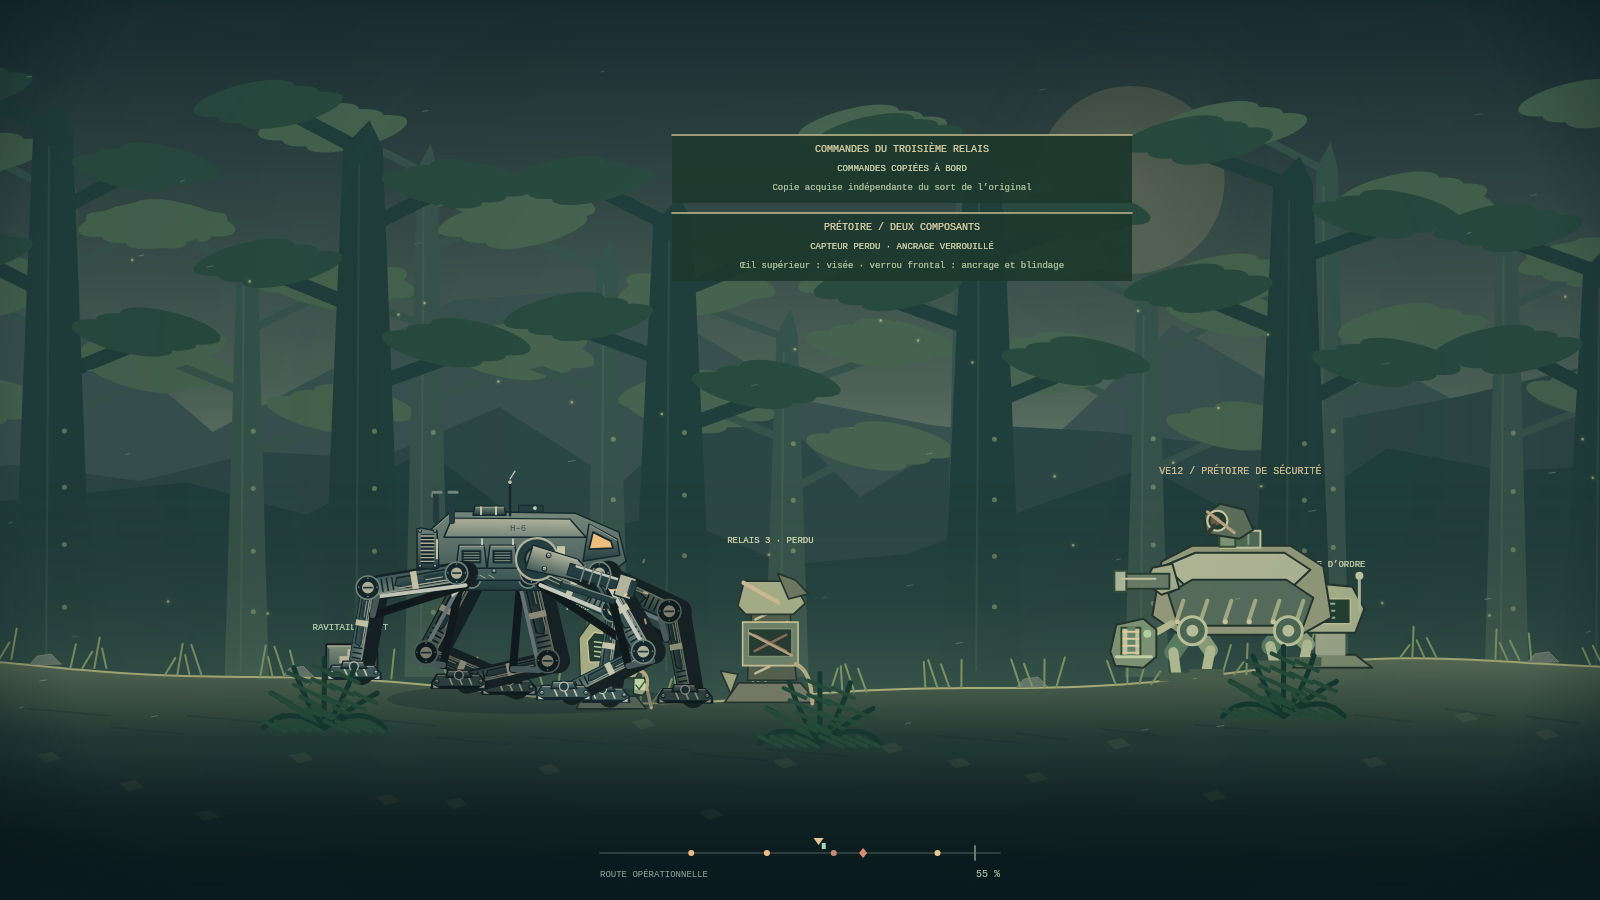 COMMANDES DU TROISIÈME RELAIS
COMMANDES COPIÉES À BORD
Copie acquise indépendante du sort de l’original
PRÉTOIRE / DEUX COMPOSANTS
CAPTEUR PERDU · ANCRAGE VERROUILLÉ
Œil supérieur : visée · verrou frontal : ancrage et blindage
VE12 / PRÉTOIRE DE SÉCURITÉ
H-6
RELAIS 3 · PERDU
D’ORDRE
ROUTE OPÉRATIONNELLE
55 %